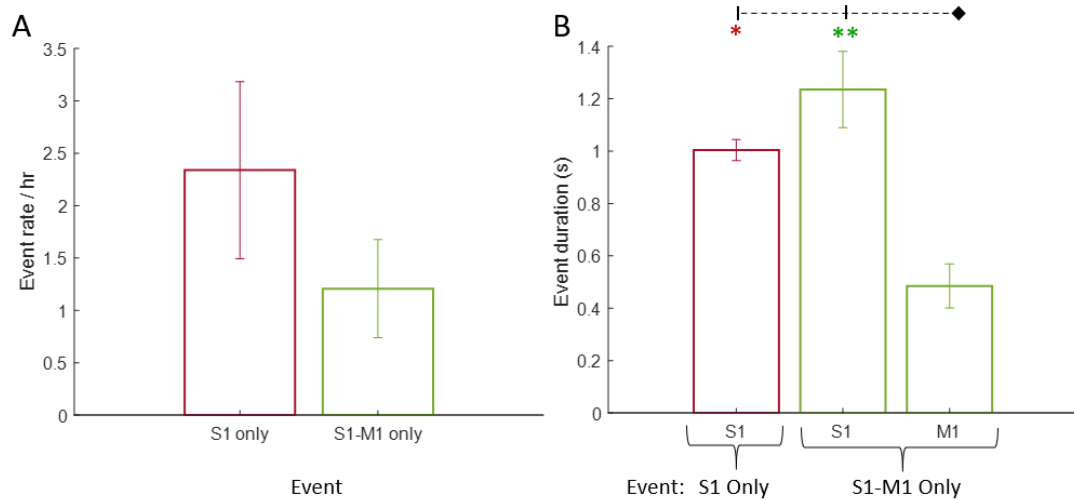 A
3.5
3
2.5
2
1.5
1
0.5
0
Event rate / hr
S1 only
S1-M1 only
Event
B
*
**
1.4
1.2
1
0.8
0.6
0.4
0.2
0
Event duration (s)
S1
S1
M1
Event: S1 Only
S1-M1 Only